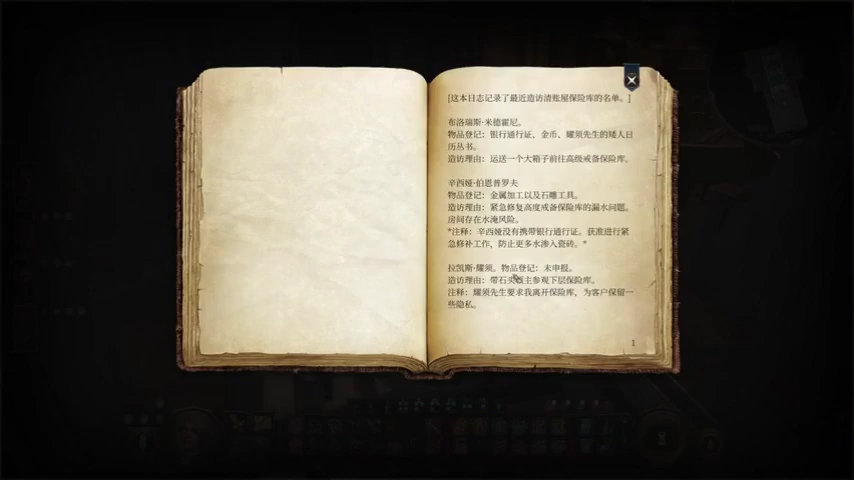 [这本日志记录了最近造访清账屋保险库的名单。]
布洛瑞斯·米德霍尼。
物品登记：银行通行证、金币、耀须先生的矮人日
历丛书。
造访理由：运送一个大箱子前往高级戒备保险库。
辛西娅·伯恩普罗夫
物品登记：金属加工以及石雕工具。
造访理由：紧急修复高度戒备保险库的漏水问题。
房间存在水淹风险。
*注释：辛西娅没有携带银行通行证。获准进行紧
急修补工作，防止更多水渗入瓷砖。*
拉凯斯·耀须。物品登记：未申报。
造访理由：带石头领主参观下层保险库。
注释：耀须先生要求我离开保险库，为客户保留一
些隐私。
1